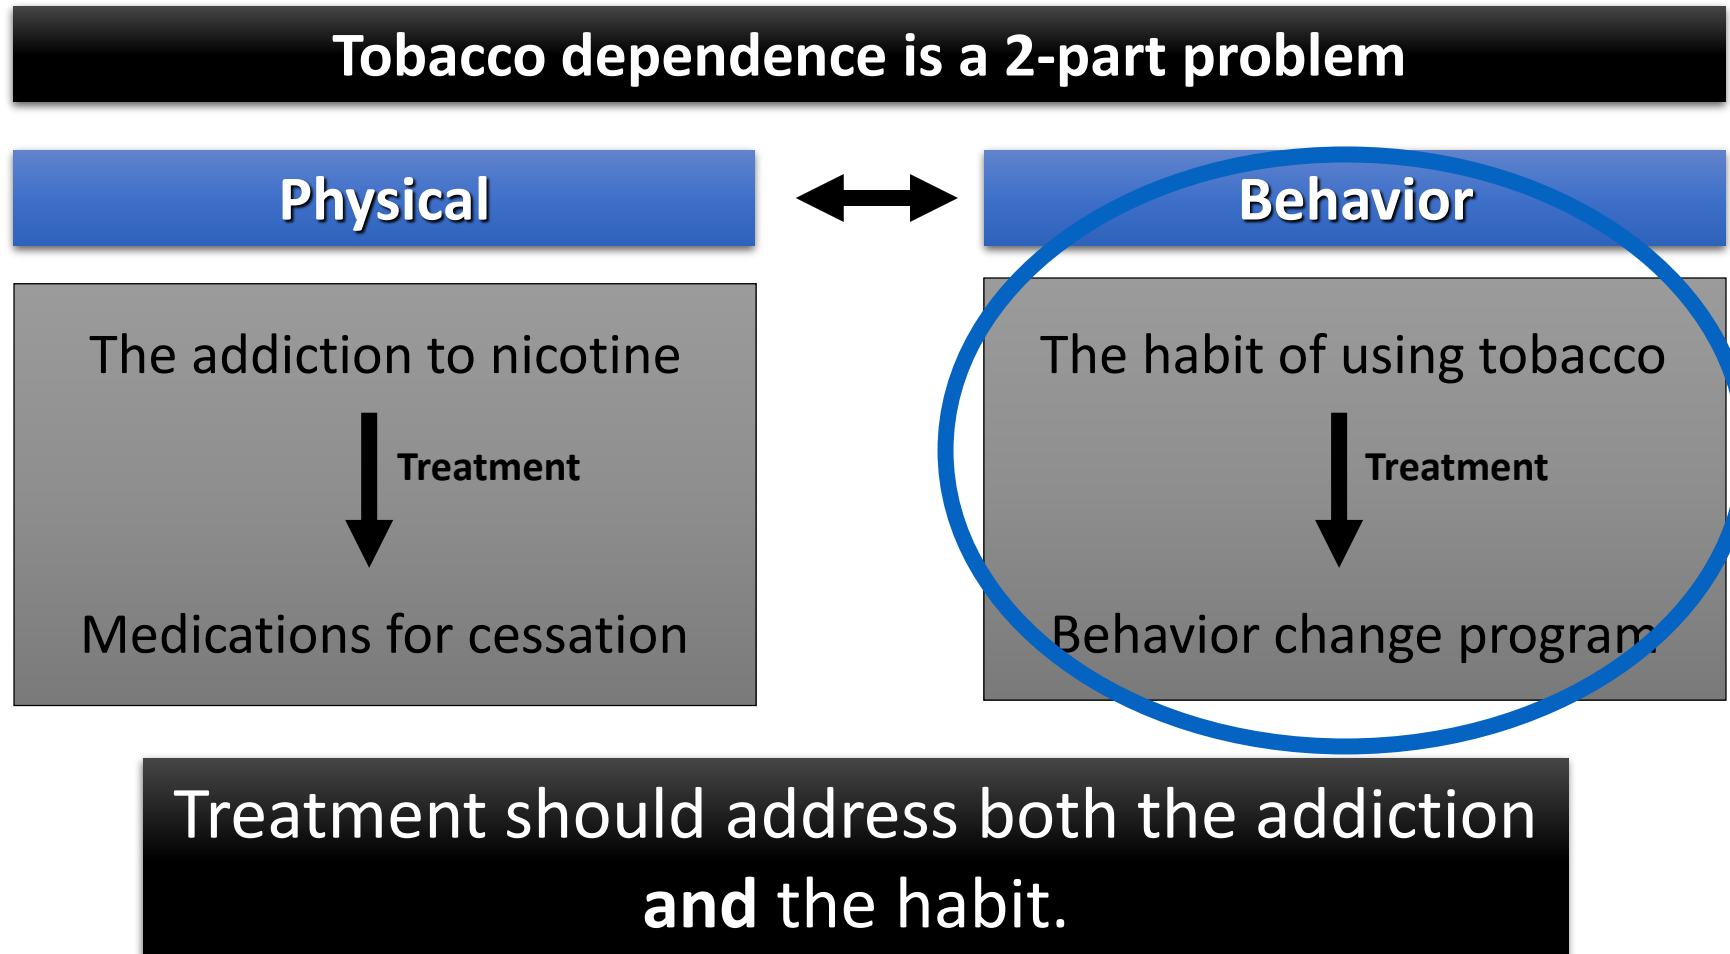 Tobacco dependence is a 2-part problem
Physical
Behavior
The addiction to nicotine
Treatment
Medications for cessation
The habit of using tobacco
Treatment
Behavior change program
Treatment should address both the addiction
and the habit.